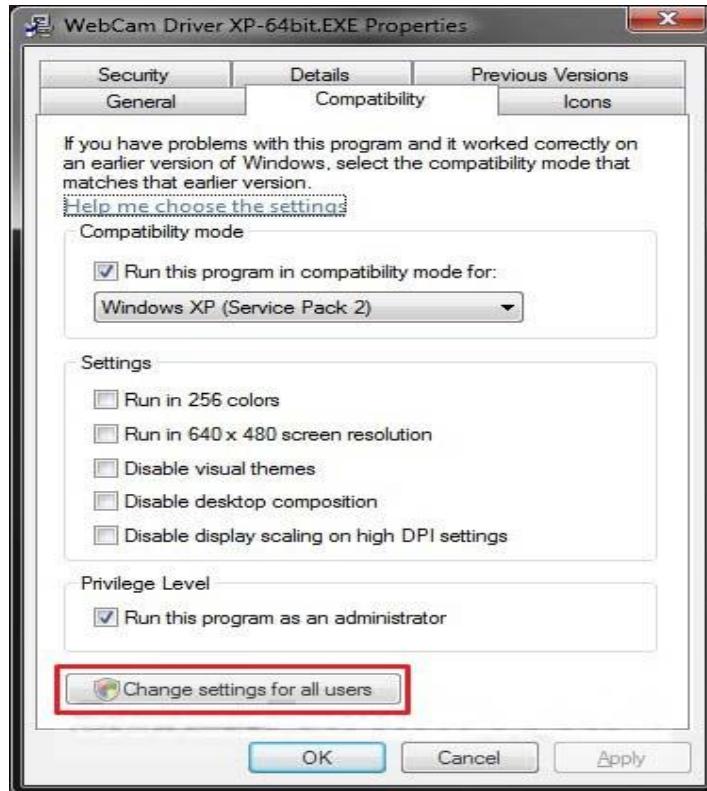 WebCam Driver XP-64bit.EXE Properties
Security Details Previous Versions
General Compatibility Icons
If you have problems with this program and it worked correctly on
an earlier version of Windows, select the compatibility mode that
matches that earlier version.
Help me choose the settings
Compatibility mode
Run this program in compatibility mode for:
Windows XP (Service Pack 2)
Settings
Run in 256 colors
Run in 640 x 480 screen resolution
Disable visual themes
Disable desktop composition
Disable display scaling on high DPI settings
Privilege Level
Run this program as an administrator
Change settings for all users
OK Cancel Apply